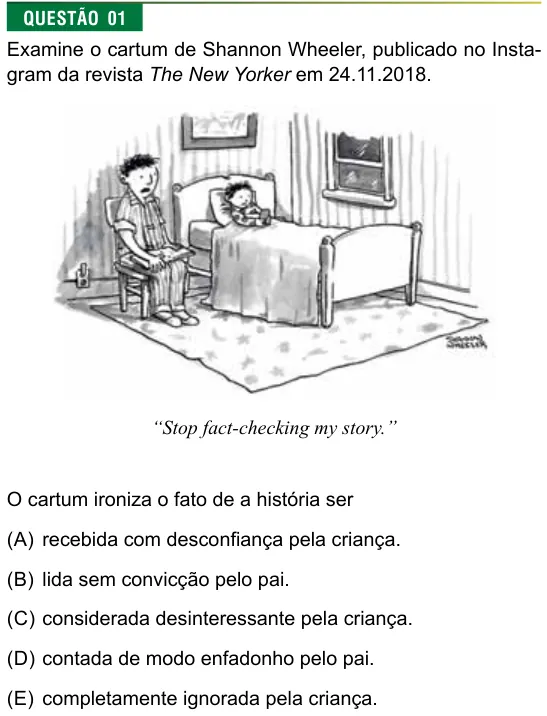 QUESTÃO 01
Examine o cartum de Shannon Wheeler, publicado no Insta-
gram da revista The New Yorker em 24.11.2018.
SHANNON
WHEELER
“Stop fact-checking my story.”
O cartum ironiza o fato de a história ser
(A) recebida com desconfiança pela criança.
(B) lida sem convicção pelo pai.
(C) considerada desinteressante pela criança.
(D) contada de modo enfadonho pelo pai.
(E) completamente ignorada pela criança.